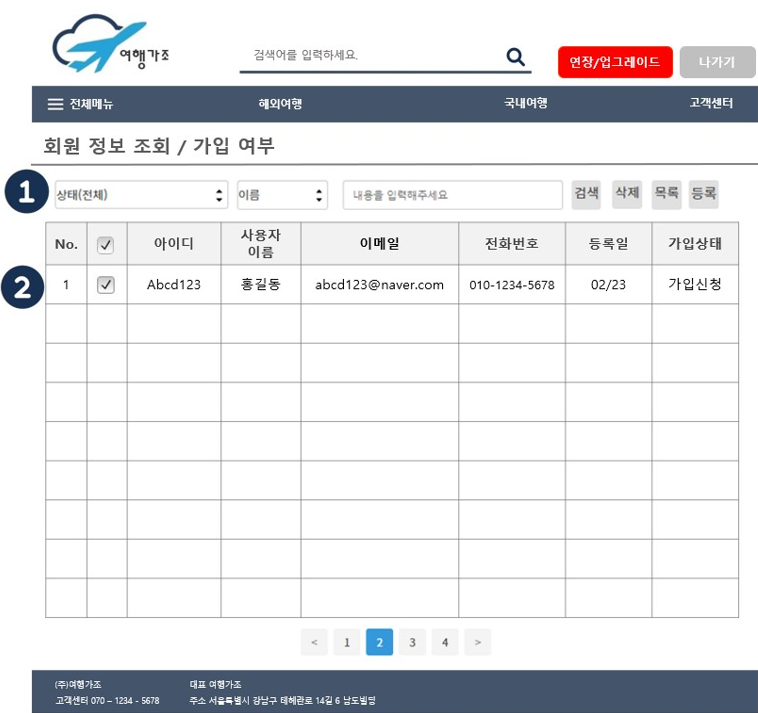 여행가조
검색어를 입력하세요.
연장/업그레이드
나가기
전체메뉴 해외여행 국내여행 고객센터
회원 정보 조회 / 가입 여부
1
상태(전체) 이름 내용을 입력해주세요 검색 삭제 목록 등록
No. 아이디 사용자 이름 이메일 전화번호 등록일 가입상태
2
1 Abcd123 홍길동 abcd123@naver.com 010-1234-5678 02/23 가입신청
< 1 2 3 4 >
(주)여행가조 대표 여행가조
고객센터 070 – 1234 - 5678 주소 서울특별시 강남구 테헤란로 14길 6 남도빌딩